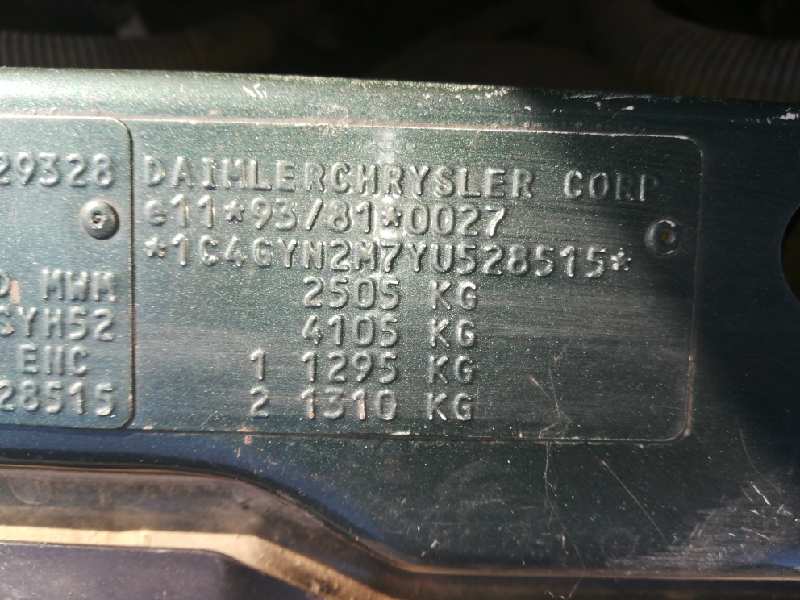 29328
MWM
SYH52
ENC
28515
DAIMLERCHRYSLER CORP
G11*93/81*0027
*1C4GYN2M7YU528515*
2505 KG
4105 KG
1 1295 KG
2 1310 KG
G